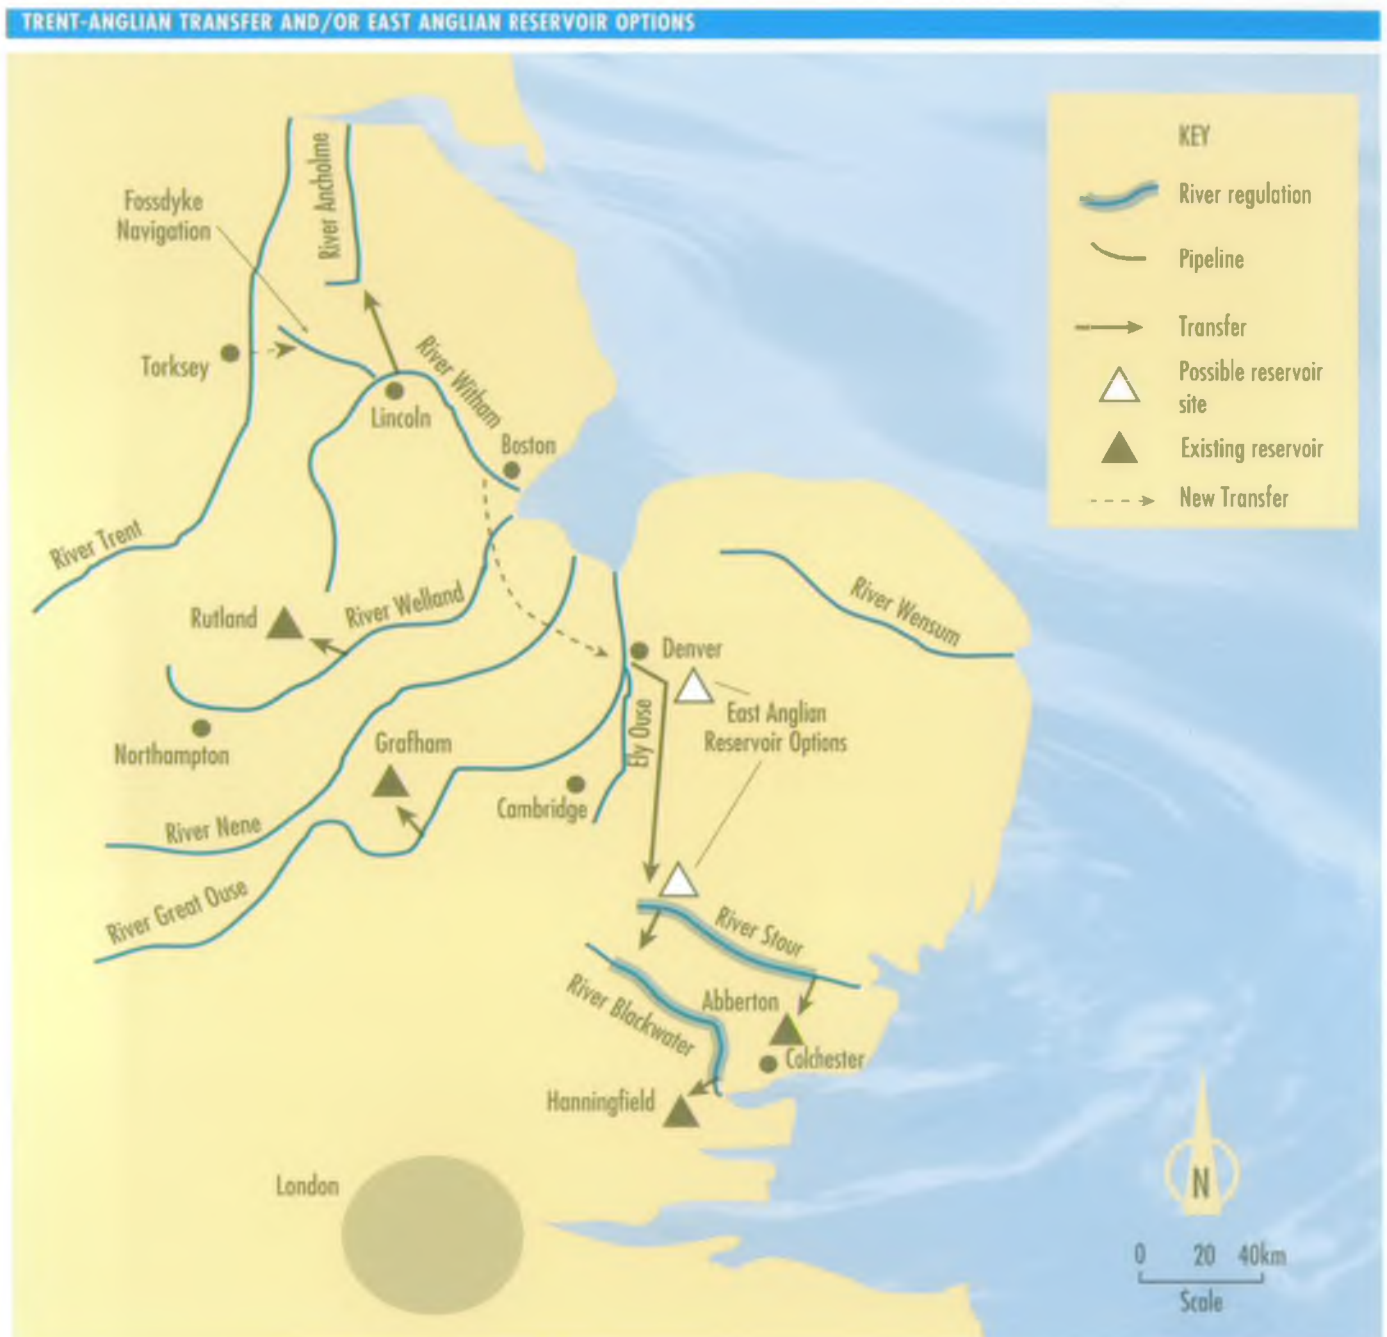 TRENT-ANGLIAN TRANSFER AND/OR EAST ANGLIAN RESERVOIR OPTIONS
KEY
River regulation
Pipeline
Transfer
Possible reservoir
site
Existing reservoir
New Transfer
River Ancholme
Fossdyke
Navigation
Torksey
River Witham
Lincoln
Boston
River Trent
Rutland
River Welland
River Wensum
Denver
Northampton
Grafham
Ely Ouse
East Anglian
Reservoir Options
Cambridge
River Nene
River Great Ouse
River Stour
River Blackwater
Abberton
Colchester
Hanningfield
London
N
0 20 40km
Scale